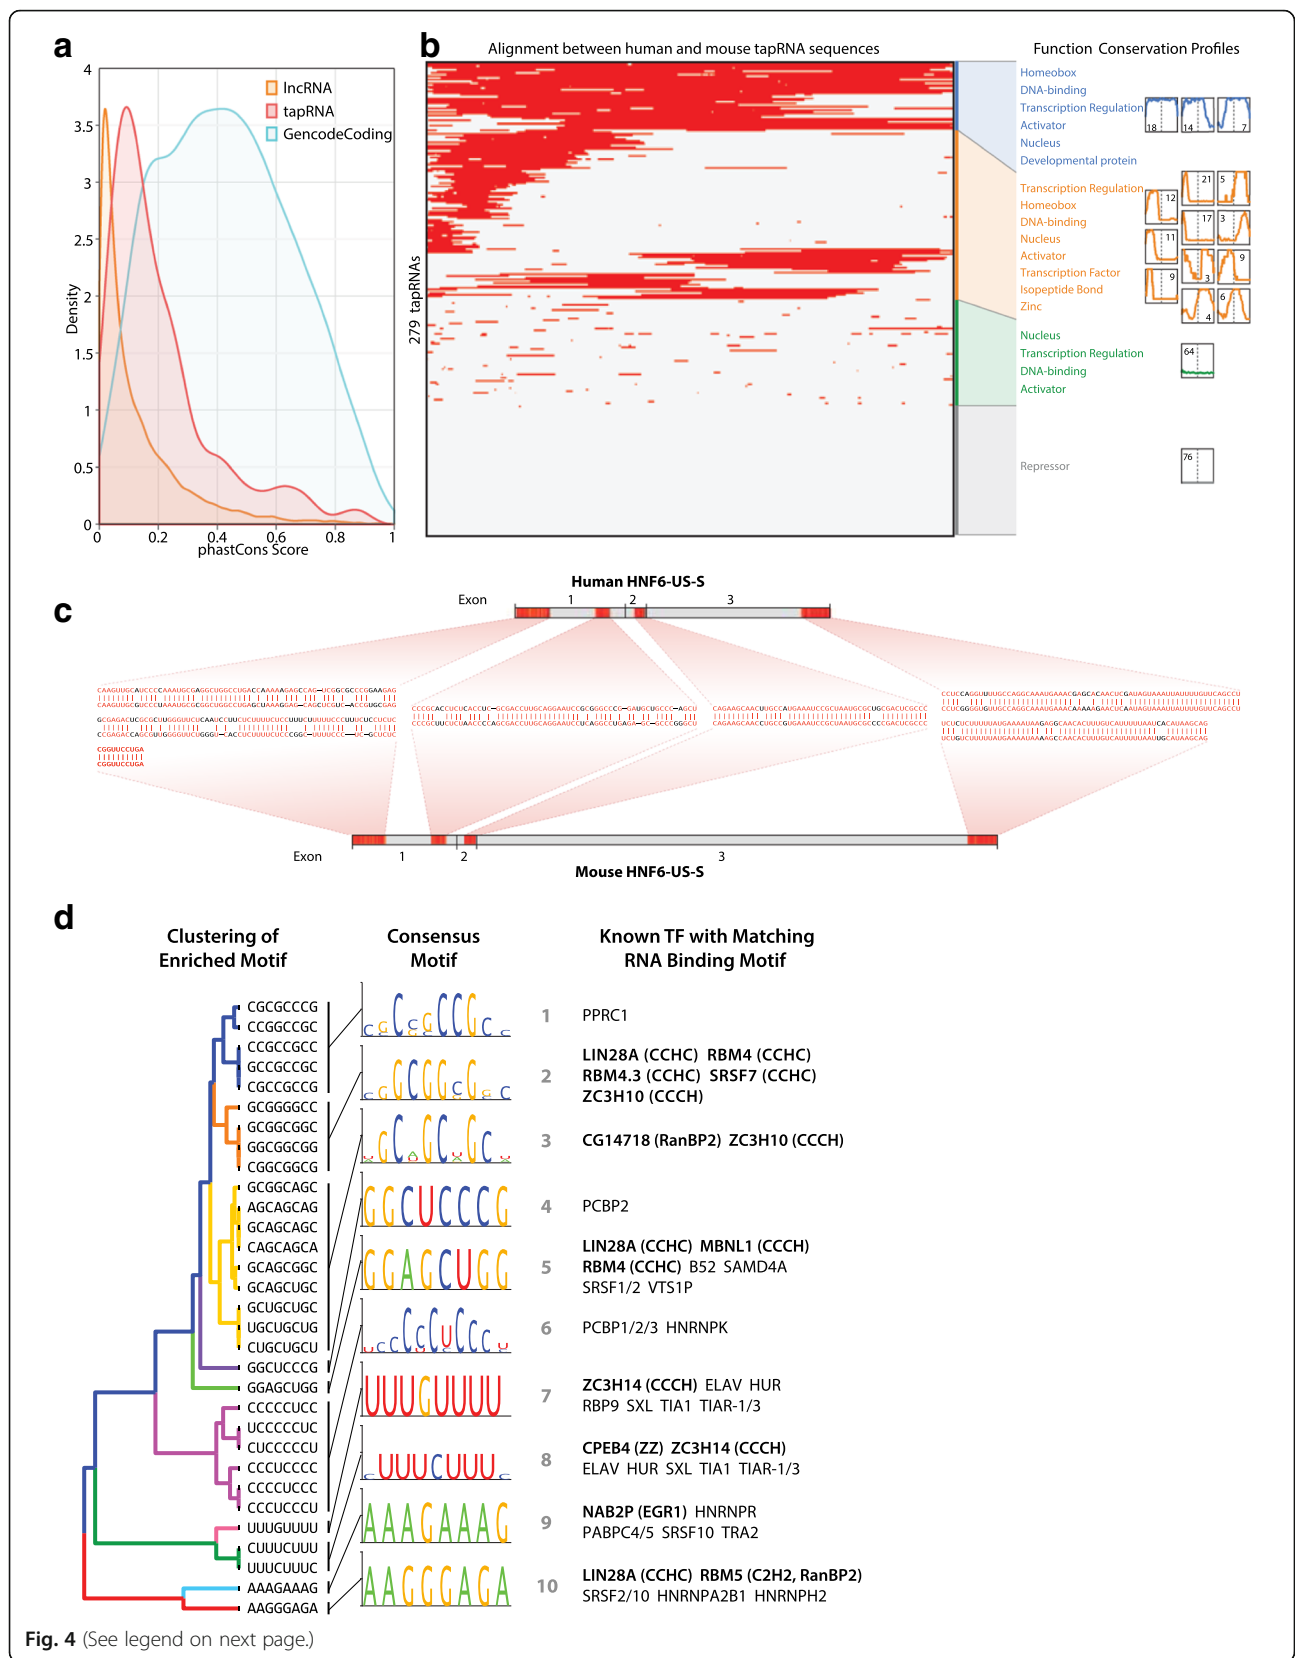 a
4
3.5
3
2.5
2
1.5
1
0.5
0
Density
0 0.2 0.4 0.6 0.8 1
phastCons Score
lncRNA
tapRNA
GencodeCoding
b
Alignment between human and mouse tapRNA sequences
279 tapRNAs
Function Conservation Profiles
Homeobox
DNA-binding
Transcription Regulation
Activator
Nucleus
Developmental protein
18 14 7
Transcription Regulation
Homeobox
DNA-binding
Nucleus
Activator
Transcription Factor
Isopeptide Bond
Zinc
21 5
12
17 3
11
3 9
9
4 6
Nucleus
Transcription Regulation
DNA-binding
Activator
64
Repressor
76
c
Human HNF6-US-S
Exon 1 2 3
CGGUUCCUGA
CGGUUCCUGA
Exon 1 2 3
Mouse HNF6-US-S
d
Clustering of
Enriched Motif
Consensus
Motif
Known TF with Matching
RNA Binding Motif
CGCGCCCG
CCGGCCGC
CCGCCGCC
GCCGCCGC
CGCCGCCG
GCGGGGCC
GCGGCGGC
GGCGGCGG
CGGCGGCG
GCGGCAGC
AGCAGCAG
GCAGCAGC
CAGCAGCA
GCAGCGGC
GCAGCUGC
GCUGCUGC
UGCUGCUG
CUGCUGCU
GGCUCCCG
GGAGCUGG
CCCCCUCC
UCCCCCUC
CUCCCCCU
CCCUCCCC
CCCCUCCC
CCCUCCCU
UUUGUUUU
CUUUCUUU
UUUCUUUC
AAAGAAAG
AAGGGAGA
GGCUCCCG
GGAGCUGG
UUUGUUUU
CUUUCUUUC
AAAGAAAG
AAGGGAGA
1 PPRC1
2 LIN28A (CCHC) RBM4 (CCHC)
RBM4.3 (CCHC) SRSF7 (CCHC)
ZC3H10 (CCCH)
3 CG14718 (RanBP2) ZC3H10 (CCCH)
4 PCBP2
5 LIN28A (CCHC) MBNL1 (CCCH)
RBM4 (CCHC) B52 SAMD4A
SRSF1/2 VTS1P
6 PCBP1/2/3 HNRNPK
7 ZC3H14 (CCCH) ELAV HUR
RBP9 SXL TIA1 TIAR-1/3
8 CPEB4 (ZZ) ZC3H14 (CCCH)
ELAV HUR SXL TIA1 TIAR-1/3
9 NAB2P (EGR1) HNRNPR
PABPC4/5 SRSF10 TRA2
10 LIN28A (CCHC) RBM5 (C2H2, RanBP2)
SRSF2/10 HNRNPA2B1 HNRNPH2
Fig. 4 (See legend on next page.)